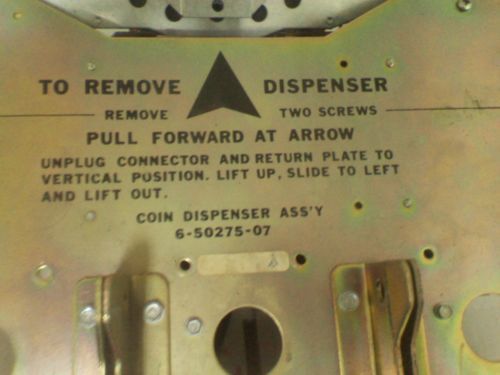 TO REMOVE DISPENSER
REMOVE TWO SCREWS
PULL FORWARD AT ARROW
UNPLUG CONNECTOR AND RETURN PLATE TO
VERTICAL POSITION. LIFT UP, SLIDE TO LEFT
AND LIFT OUT.
COIN DISPENSER ASS'Y
6-50275-07